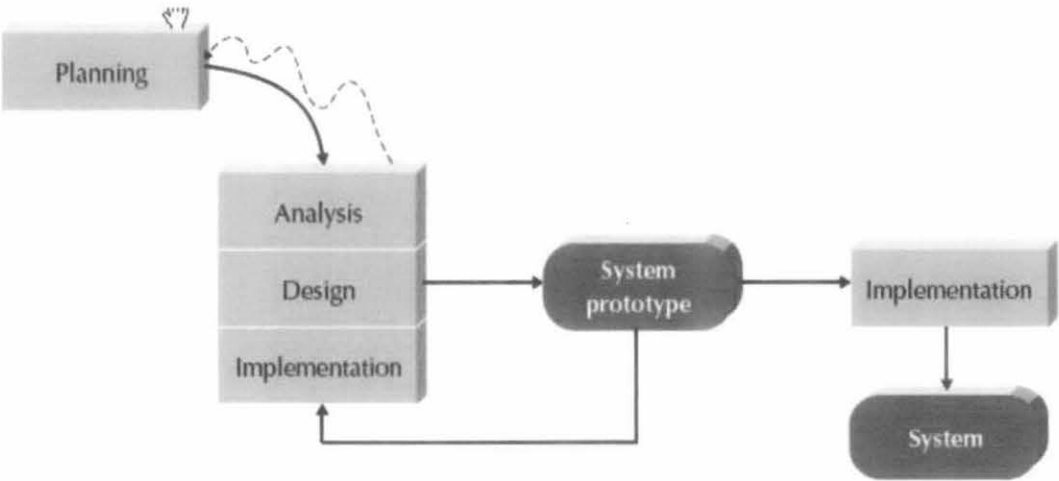 Planning
Analysis
Design
Implementation
System
prototype
Implementation
System